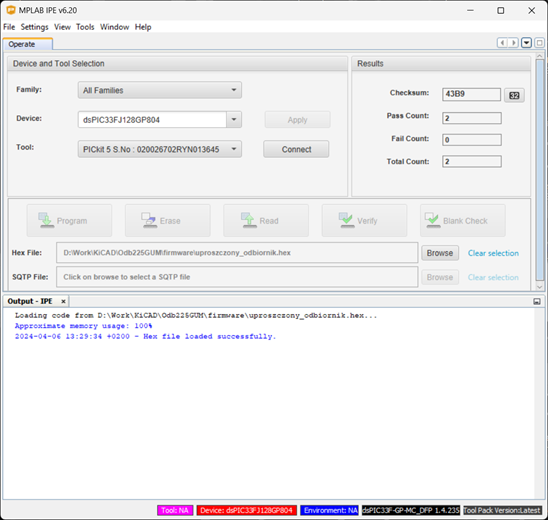 MPLAB IPE v6.20
File Settings View Tools Window Help
Operate
Device and Tool Selection
Family:
All Families
Device:
dsPIC33FJ128GP804
Apply
Tool:
PICkit 5 S.No : 020026702RYN013645
Connect
Results
Checksum:
43B9
32
Pass Count:
2
Fail Count:
0
Total Count:
2
Program
Erase
Read
Verify
Blank Check
Hex File:
D:\Work\KiCAD\Odb225GUM\firmware\uproszczony_odbiornik.hex
Browse
Clear selection
SQTP File:
Click on browse to select a SQTP file
Browse
Clear selection
Output - IPE
Loading code from D:\Work\KiCAD\Odb225GUM\firmware\uproszczony_odbiornik.hex...
Approximate memory usage: 100%
2024-04-06 13:29:34 +0200 - Hex file loaded successfully.
Tool: NA
Device: dsPIC33FJ128GP804
Environment: NA
dsPIC33F-GP-MC_DFP 1.4.235
Tool Pack Version:Latest